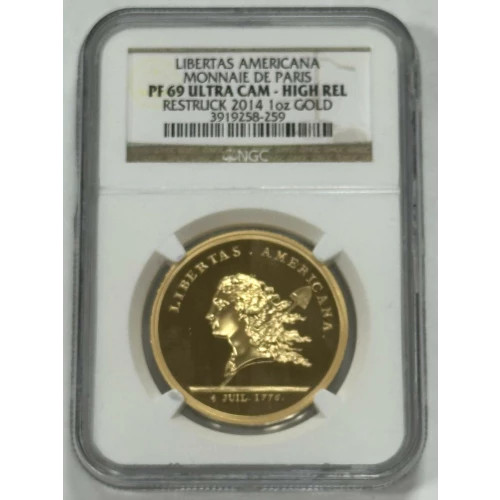 LIBERTAS AMERICANA
MONNAIE DE PARIS
PF 69 ULTRA CAM - HIGH REL
RESTRUCK 2014 1oz GOLD
3919258-259
NGC
LIBERTAS . AMERICANA.
4 JUIL. 1776.